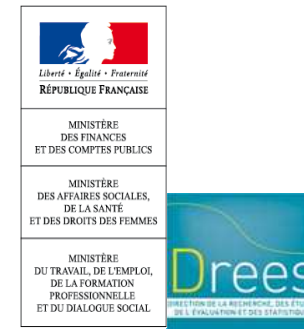 Liberté • Égalité • Fraternité
RÉPUBLIQUE FRANÇAISE
MINISTÈRE
DES FINANCES
ET DES COMPTES PUBLICS
MINISTÈRE
DES AFFAIRES SOCIALES,
DE LA SANTÉ
ET DES DROITS DES FEMMES
MINISTÈRE
DU TRAVAIL, DE L'EMPLOI,
DE LA FORMATION
PROFESSIONNELLE
ET DU DIALOGUE SOCIAL
Drees
DIRECTION DE LA RECHERCHE, DES ÉTU
DE L'ÉVALUATION ET DES STATISTIQUE